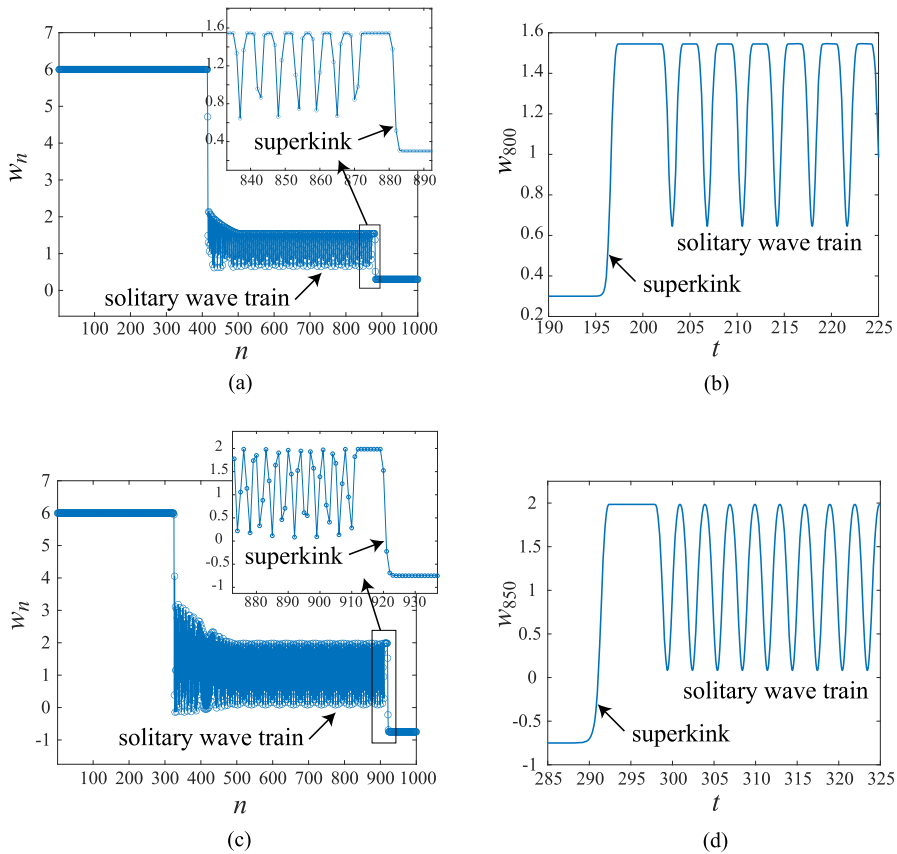 7
6
5
4
3
2
1
0
w_n
1.6
1.2
0.8
0.4
840 850 860 870 880 890
superkink
solitary wave train
100 200 300 400 500 600 700 800 900 1000
n
(a)
1.6
1.4
1.2
1
0.8
0.6
0.4
0.2
w_800
solitary wave train
superkink
190 195 200 205 210 215 220 225
t
(b)
7
6
5
4
3
2
1
0
-1
w_n
2
1.5
1
0.5
0
-0.5
-1
880 890 900 910 920 930
superkink
solitary wave train
100 200 300 400 500 600 700 800 900 1000
n
(c)
2
1.5
1
0.5
0
-0.5
-1
w_850
solitary wave train
superkink
285 290 295 300 305 310 315 320 325
t
(d)